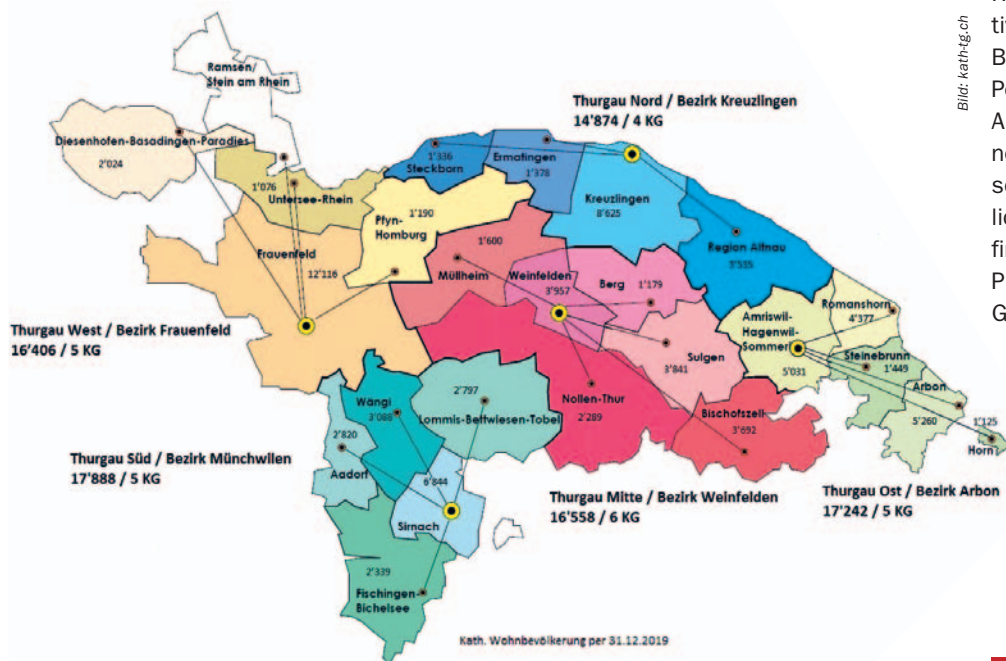 Bild: kath-tg.ch
Ramsen/
Stein am Rhein
Thurgau Nord / Bezirk Kreuzlingen
14'874 / 4 KG
Diesenhofen-Basadingen-Paradies
2'024
1'336
Steckborn
Ermatingen
1'378
1'076
Untersee-Rhein
Kreuzlingen
8'625
1'190
Pfyn-
Homburg
Region Altnau
3'535
Frauenfeld
12'116
1'600
Müllheim
Weinfelden
3'957
Berg
1'179
Romanshorn
4'377
Amriswil-
Hagenwil-
Sommeri
5'031
Thurgau West / Bezirk Frauenfeld
16'406 / 5 KG
Sulgen
3'841
Steinebrunn
1'449
Arbon
5'260
1'125
Horn
Wängi
3'088
2'797
Lommis-Bettwiesen-Tobel
Nollen-Thur
2'289
Bischofszell
3'692
2'820
Aadorf
Thurgau Süd / Bezirk Münchwilen
17'888 / 5 KG
6'844
Sirnach
Thurgau Mitte / Bezirk Weinfelden
16'558 / 6 KG
Thurgau Ost / Bezirk Arbon
17'242 / 5 KG
2'339
Fischingen-
Bichelsee
Kath. Wohnbevölkerung per 31.12.2019